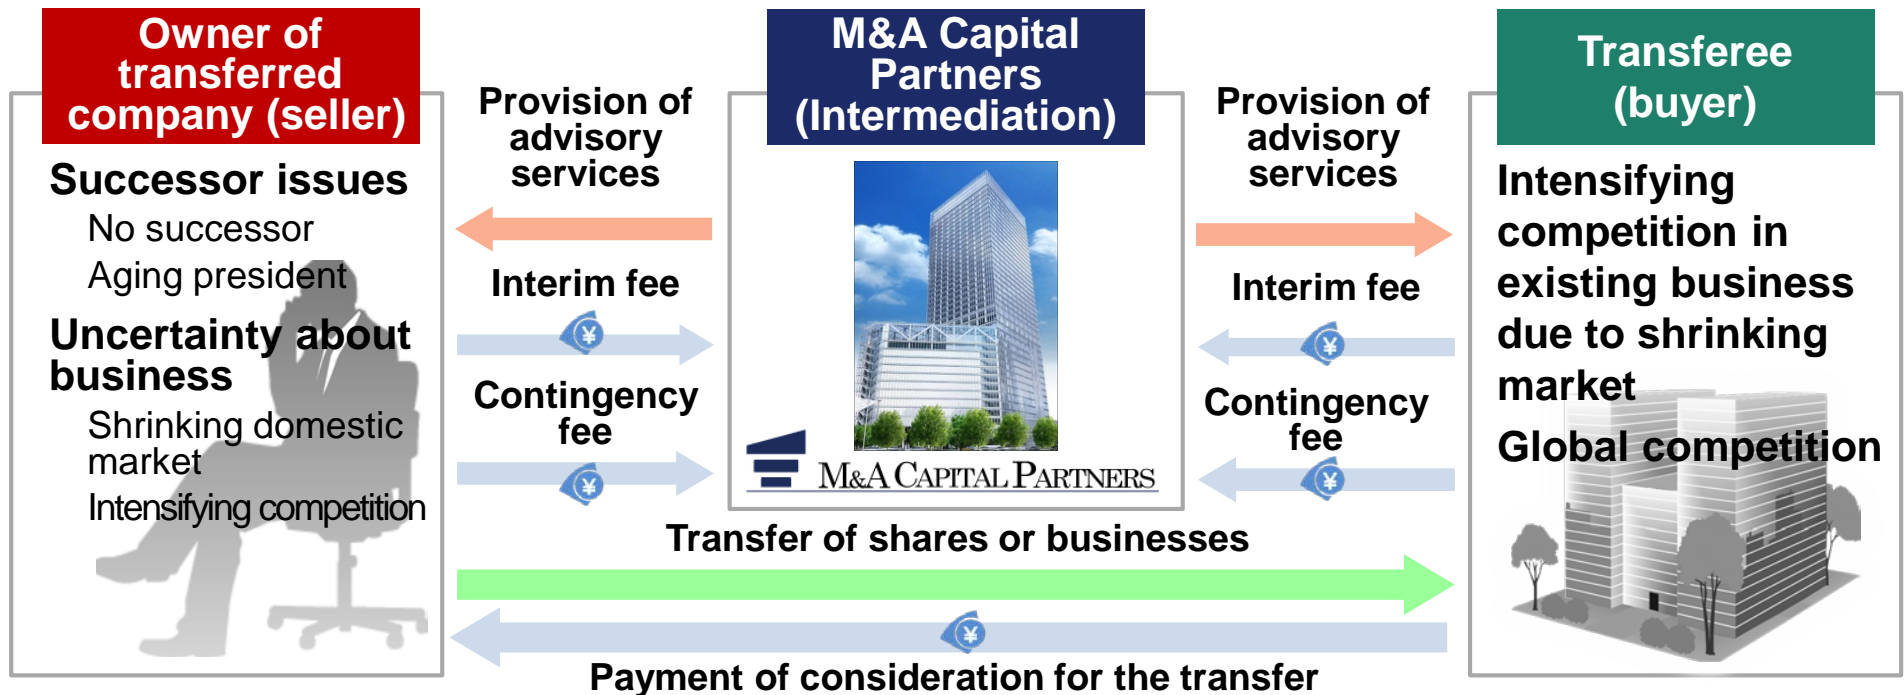 Owner of
transferred
company (seller)
Successor issues
No successor
Aging president
Uncertainty about
business
Shrinking domestic
market
Intensifying competition
Provision of
advisory
services
Interim fee
¥
Contingency
fee
¥
M&A Capital
Partners
(Intermediation)
M&A CAPITAL PARTNERS
Provision of
advisory
services
Interim fee
¥
Contingency
fee
¥
Transferee
(buyer)
Intensifying
competition in
existing business
due to shrinking
market
Global competition
Transfer of shares or businesses
¥
Payment of consideration for the transfer